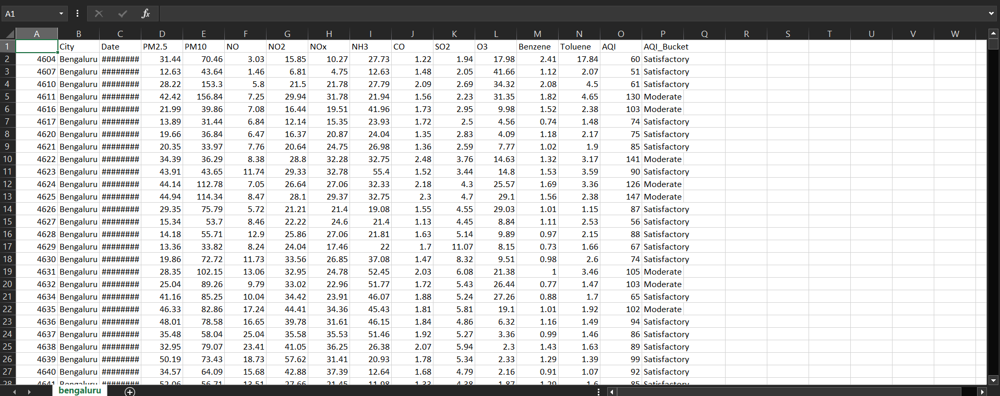 A1 fx
A B C D E F G H I J K L M N O P Q R S T U V W
1 City Date PM2.5 PM10 NO NO2 NOx NH3 CO SO2 O3 Benzene Toluene AQI AQI_Bucket
2 4604 Bengaluru ######## 31.44 70.46 3.03 15.85 10.27 27.73 1.22 1.94 17.98 2.41 17.84 60 Satisfactory
3 4607 Bengaluru ######## 12.63 43.64 1.46 6.81 4.75 12.63 1.48 2.05 41.66 1.12 2.07 51 Satisfactory
4 4610 Bengaluru ######## 28.22 153.3 5.8 21.5 21.78 27.79 2.09 2.69 34.32 2.08 4.5 61 Satisfactory
5 4611 Bengaluru ######## 42.42 156.84 7.25 29.94 31.78 21.94 1.56 2.23 31.35 1.82 4.65 130 Moderate
6 4616 Bengaluru ######## 21.99 39.86 7.08 16.44 19.51 41.96 1.73 2.95 9.98 1.52 2.38 103 Moderate
7 4617 Bengaluru ######## 13.89 31.44 6.84 12.14 15.35 23.93 1.72 2.5 4.56 0.74 1.48 74 Satisfactory
8 4620 Bengaluru ######## 19.66 36.84 6.47 16.37 20.87 24.04 1.35 2.83 4.09 1.18 2.17 75 Satisfactory
9 4621 Bengaluru ######## 20.35 33.97 7.76 20.64 24.75 26.98 1.36 2.59 7.77 1.02 1.9 85 Satisfactory
10 4622 Bengaluru ######## 34.39 36.29 8.38 28.8 32.28 32.75 2.48 3.76 14.63 1.32 3.17 141 Moderate
11 4623 Bengaluru ######## 43.91 43.65 11.74 29.33 32.78 55.4 1.52 3.44 14.8 1.53 3.59 90 Satisfactory
12 4624 Bengaluru ######## 44.14 112.78 7.05 26.64 27.06 32.33 2.18 4.3 25.57 1.69 3.36 126 Moderate
13 4625 Bengaluru ######## 44.94 114.34 8.47 28.1 29.37 32.75 2.3 4.7 29.1 1.56 2.38 147 Moderate
14 4626 Bengaluru ######## 29.35 75.79 5.72 21.21 21.4 19.08 1.55 4.55 29.03 1.01 1.15 87 Satisfactory
15 4627 Bengaluru ######## 15.34 53.7 8.46 22.22 24.6 21.4 1.13 4.45 8.84 1.11 2.53 56 Satisfactory
16 4628 Bengaluru ######## 14.18 55.71 12.9 25.86 27.06 21.81 1.63 5.14 9.89 0.97 2.15 88 Satisfactory
17 4629 Bengaluru ######## 13.36 33.82 8.24 24.04 17.46 22 1.7 11.07 8.15 0.73 1.66 67 Satisfactory
18 4630 Bengaluru ######## 19.86 72.72 11.73 33.56 26.85 37.08 1.47 8.32 9.51 0.98 2.6 74 Satisfactory
19 4631 Bengaluru ######## 28.35 102.15 13.06 32.95 24.78 52.45 2.03 6.08 21.38 1 3.46 105 Moderate
20 4632 Bengaluru ######## 25.04 89.26 9.79 33.02 22.96 51.77 1.72 5.43 26.44 0.77 1.47 103 Moderate
21 4634 Bengaluru ######## 41.16 85.25 10.04 34.42 23.91 46.07 1.88 5.24 27.26 0.88 1.7 65 Satisfactory
22 4635 Bengaluru ######## 46.33 82.86 17.24 44.41 34.36 45.43 1.81 5.81 19.1 1.01 1.92 102 Moderate
23 4636 Bengaluru ######## 48.01 78.58 16.65 39.78 31.61 46.15 1.84 4.86 6.32 1.16 1.49 94 Satisfactory
24 4637 Bengaluru ######## 35.48 58.04 25.04 35.58 35.53 51.46 1.92 5.27 3.36 0.99 1.46 86 Satisfactory
25 4638 Bengaluru ######## 32.95 79.07 23.41 41.05 36.25 26.38 2.07 5.94 2.3 1.43 1.63 89 Satisfactory
26 4639 Bengaluru ######## 50.19 73.43 18.73 57.62 31.41 20.93 1.78 5.34 2.33 1.29 1.39 99 Satisfactory
27 4640 Bengaluru ######## 34.57 64.09 15.68 42.88 37.39 12.64 1.68 4.79 2.16 0.91 1.07 92 Satisfactory
28 4641 Bengaluru ######## 52.06 56.71 13.51 27.66 21.45 11.98 1.33 4.38 1.87 1.29 1.6 85 Satisfactory
bengaluru